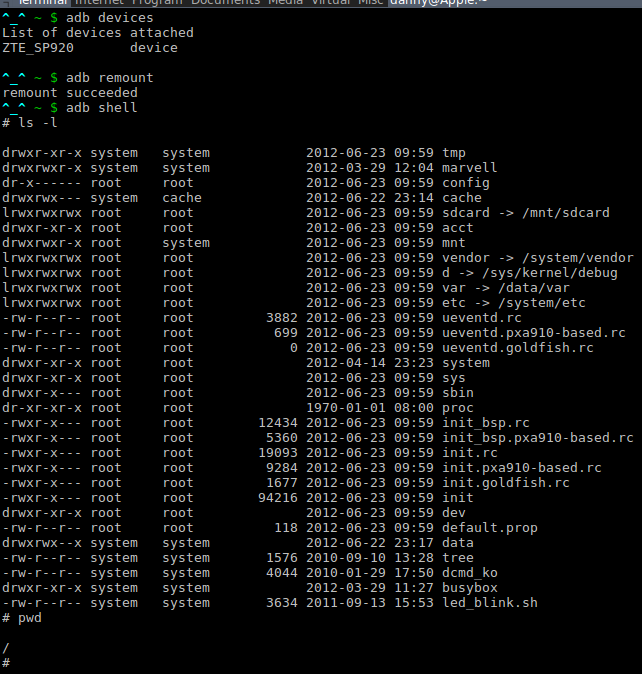 Terminal Internet Program Documents Media Virtual Misc danny@Apple:~
^_^ ~ $ adb devices
List of devices attached
ZTE_SP920       device

^_^ ~ $ adb remount
remount succeeded
^_^ ~ $ adb shell
# ls -l

drwxr-xr-x system   system            2012-06-23 09:59 tmp
drwxrwxr-x system   system            2012-03-29 12:04 marvell
dr-x------ root     root              2012-06-23 09:59 config
drwxrwx--- system   cache             2012-06-22 23:14 cache
lrwxrwxrwx root     root              2012-06-23 09:59 sdcard -> /mnt/sdcard
drwxr-xr-x root     root              2012-06-23 09:59 acct
drwxrwxr-x root     system            2012-06-23 09:59 mnt
lrwxrwxrwx root     root              2012-06-23 09:59 vendor -> /system/vendor
lrwxrwxrwx root     root              2012-06-23 09:59 d -> /sys/kernel/debug
lrwxrwxrwx root     root              2012-06-23 09:59 var -> /data/var
lrwxrwxrwx root     root              2012-06-23 09:59 etc -> /system/etc
-rw-r--r-- root     root         3882 2012-06-23 09:59 ueventd.rc
-rw-r--r-- root     root          699 2012-06-23 09:59 ueventd.pxa910-based.rc
-rw-r--r-- root     root            0 2012-06-23 09:59 ueventd.goldfish.rc
drwxr-xr-x root     root              2012-04-14 23:23 system
drwxr-xr-x root     root              2012-06-23 09:59 sys
drwxr-x--- root     root              2012-06-23 09:59 sbin
dr-xr-xr-x root     root              1970-01-01 08:00 proc
-rwxr-x--- root     root        12434 2012-06-23 09:59 init_bsp.rc
-rwxr-x--- root     root         5360 2012-06-23 09:59 init_bsp.pxa910-based.rc
-rwxr-x--- root     root        19093 2012-06-23 09:59 init.rc
-rwxr-x--- root     root         9284 2012-06-23 09:59 init.pxa910-based.rc
-rwxr-x--- root     root         1677 2012-06-23 09:59 init.goldfish.rc
-rwxr-x--- root     root        94216 2012-06-23 09:59 init
drwxr-xr-x root     root              2012-06-23 09:59 dev
-rw-r--r-- root     root          118 2012-06-23 09:59 default.prop
drwxrwx--x system   system            2012-06-22 23:17 data
-rw-r--r-- system   system       1576 2010-09-10 13:28 tree
-rw-r--r-- system   system       4044 2010-01-29 17:50 dcmd_ko
drwxrwxr-x system   system            2012-03-29 11:27 busybox
-rw-r--r-- system   system       3634 2011-09-13 15:53 led_blink.sh
# pwd

/
#